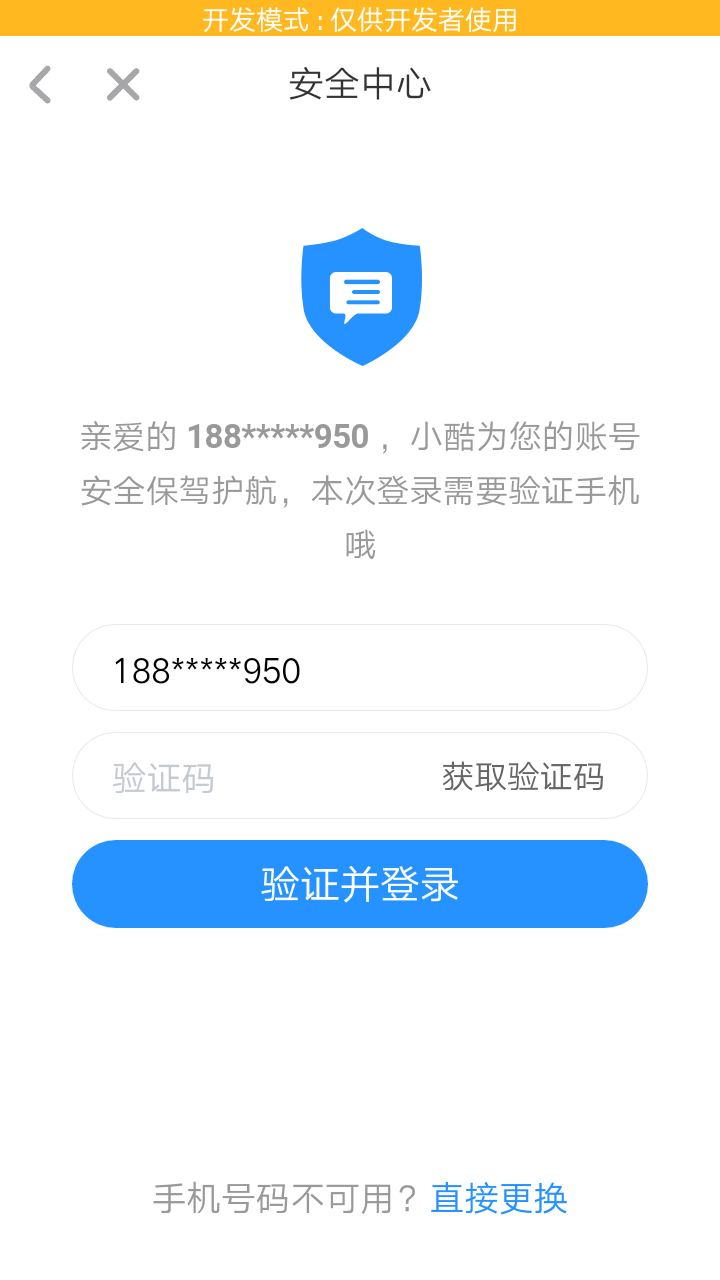 开发模式 : 仅供开发者使用
安全中心
亲爱的 188*****950 ，小酷为您的账号
安全保驾护航，本次登录需要验证手机
哦
188*****950
验证码 获取验证码
验证并登录
手机号码不可用？直接更换